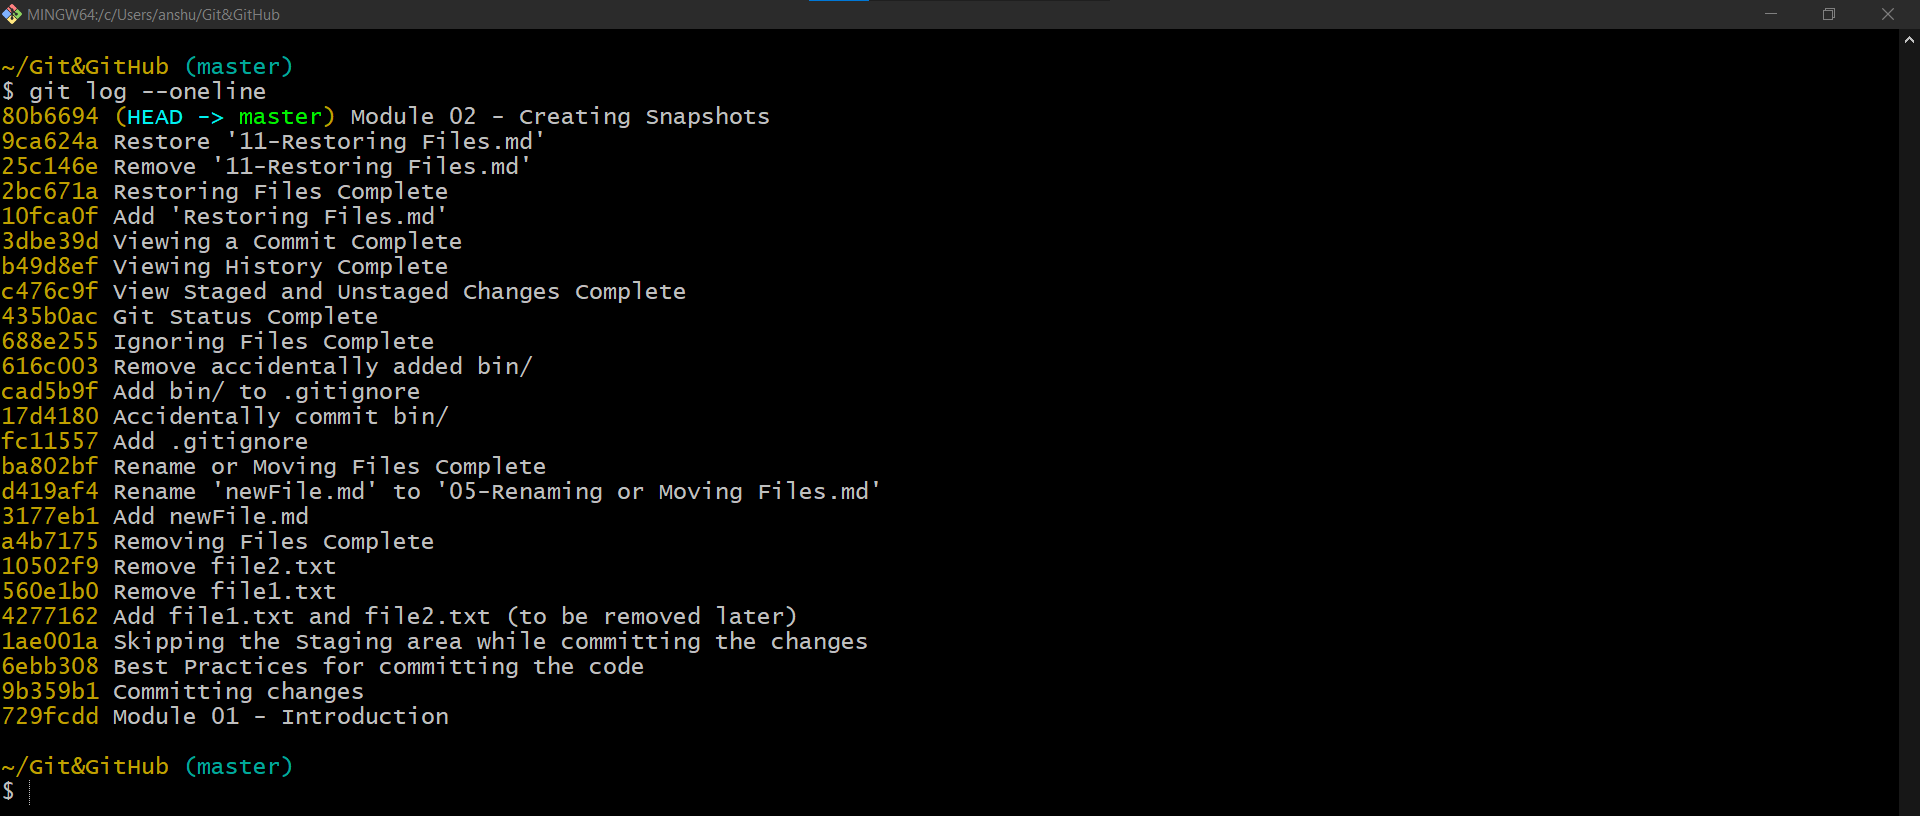 MINGW64:/c/Users/anshu/Git&GitHub
~/Git&GitHub (master)
$ git log --oneline
80b6694 (HEAD -> master) Module 02 - Creating Snapshots
9ca624a Restore '11-Restoring Files.md'
25c146e Remove '11-Restoring Files.md'
2bc671a Restoring Files Complete
10fca0f Add 'Restoring Files.md'
3dbe39d Viewing a Commit Complete
b49d8ef Viewing History Complete
c476c9f View Staged and Unstaged Changes Complete
435b0ac Git Status Complete
688e255 Ignoring Files Complete
616c003 Remove accidentally added bin/
cad5b9f Add bin/ to .gitignore
17d4180 Accidentally commit bin/
fc11557 Add .gitignore
ba802bf Rename or Moving Files Complete
d419af4 Rename 'newFile.md' to '05-Renaming or Moving Files.md'
3177eb1 Add newFile.md
a4b7175 Removing Files Complete
10502f9 Remove file2.txt
560e1b0 Remove file1.txt
4277162 Add file1.txt and file2.txt (to be removed later)
1ae001a Skipping the Staging area while committing the changes
6ebb308 Best Practices for committing the code
9b359b1 Committing changes
729fcdd Module 01 - Introduction
~/Git&GitHub (master)
$